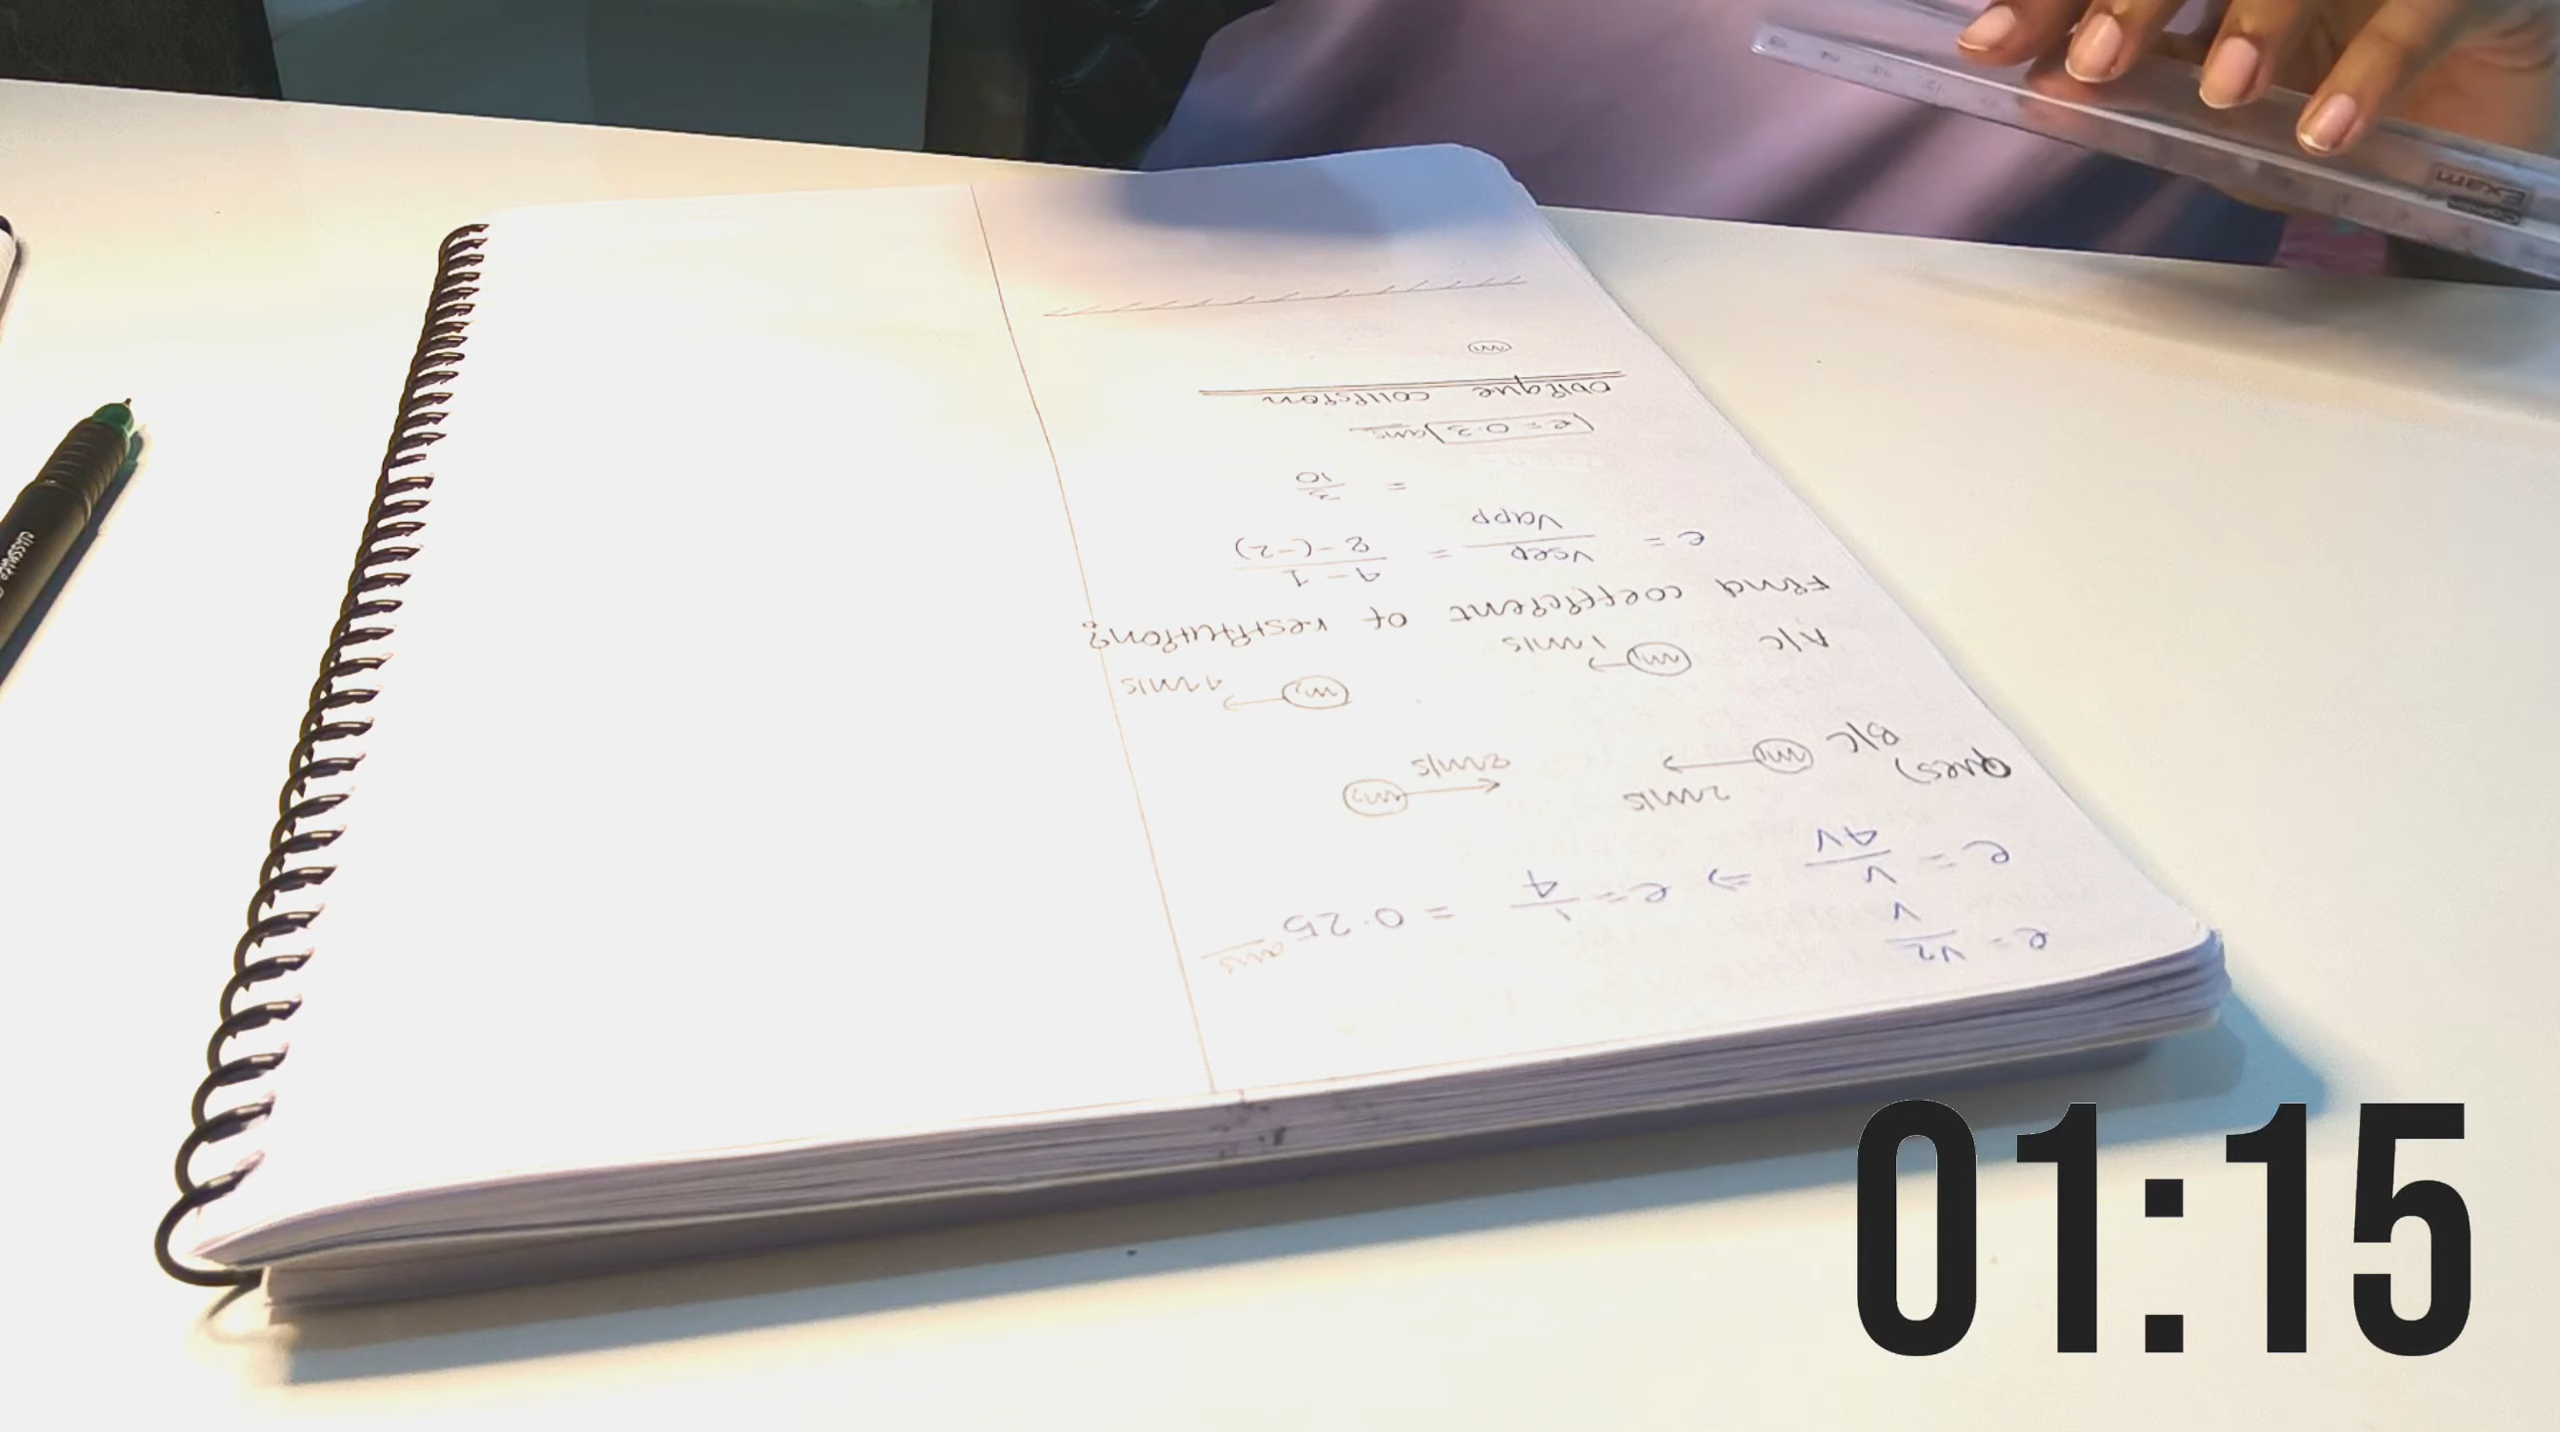 e = v2/v
e = v/4v ⇒ e = 1/4 = 0.25 ans
Ques) B/C m1 2m/s m2 2m/s
A/C m1 1m/s m2 4m/s
Find coefficient of restitution?
e = vsep/vapp = 4-1/8-(-2)
= 3/10
e = 0.3 ans
oblique collision
m1
Exam
01:15